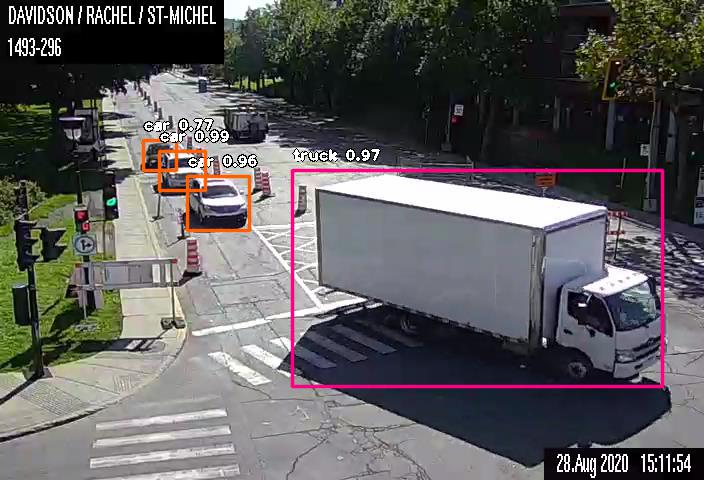 DAVIDSON / RACHEL / ST-MICHEL
1493-296
car 0.77
car 0.99
car 0.96
truck 0.97
28.Aug 2020 15:11:54